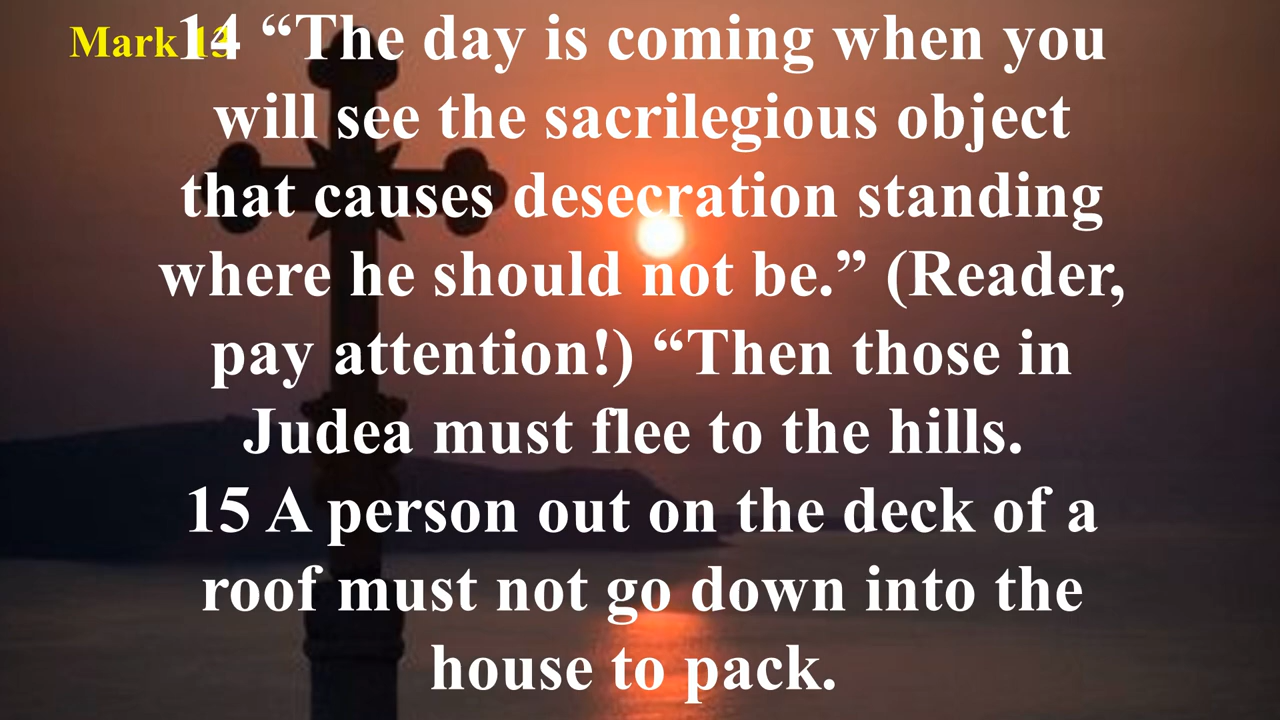 Mark 13
14 “The day is coming when you
will see the sacrilegious object
that causes desecration standing
where he should not be.” (Reader,
pay attention!) “Then those in
Judea must flee to the hills.
15 A person out on the deck of a
roof must not go down into the
house to pack.